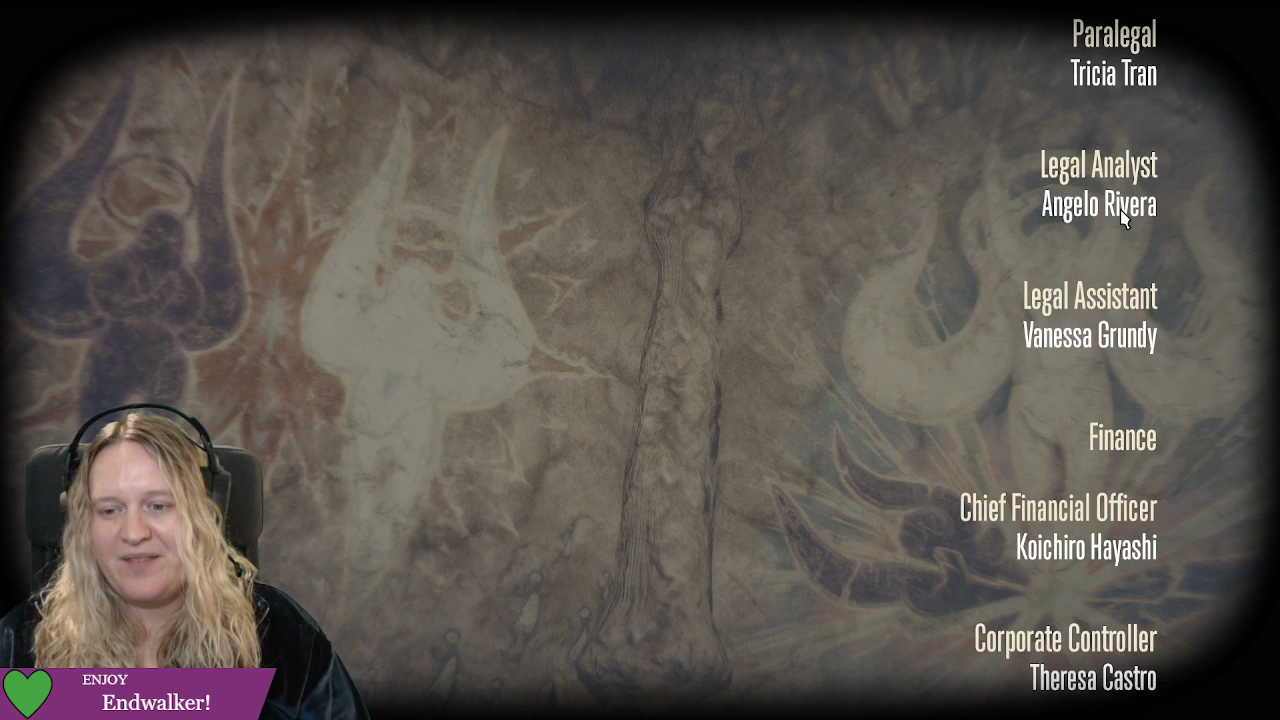 Paralegal
Tricia Tran
Legal Analyst
Angelo Rivera
Legal Assistant
Vanessa Grundy
Finance
Chief Financial Officer
Koichiro Hayashi
Corporate Controller
Theresa Castro
ENJOY
Endwalker!